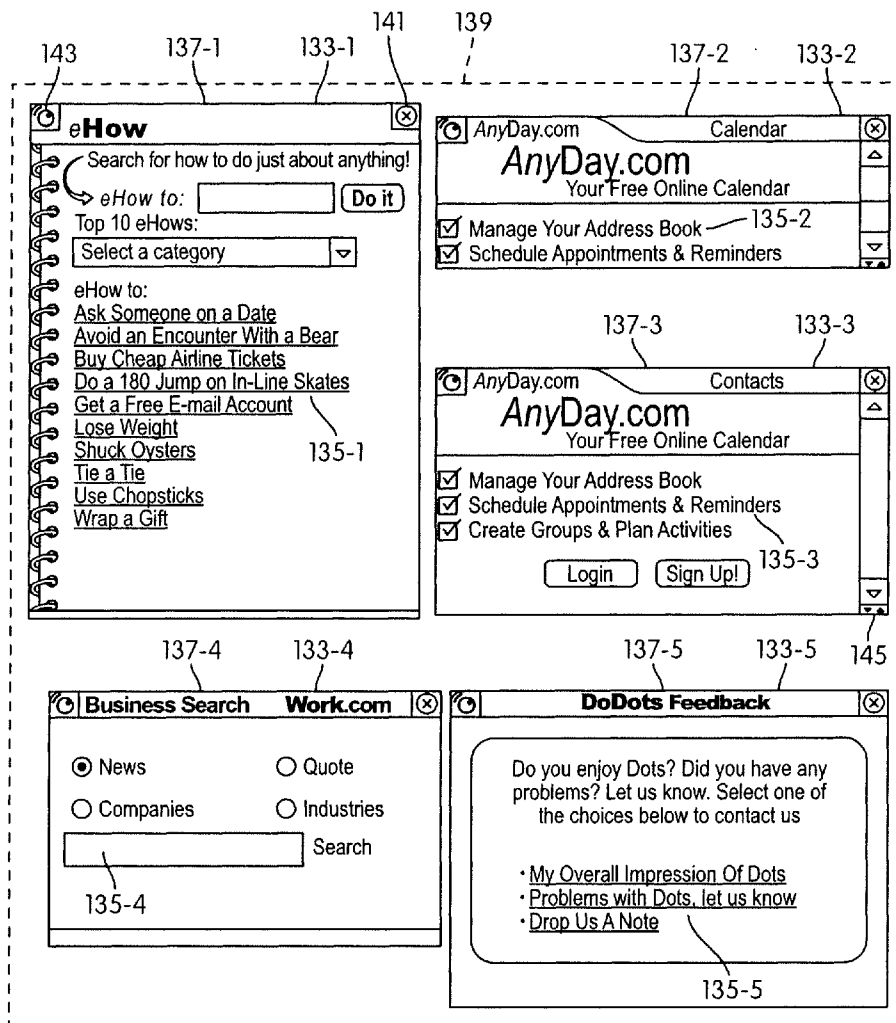 139
143
137-1
133-1
141
137-2
133-2
eHow
Search for how to do just about anything!
eHow to:
Do it
Top 10 eHows:
Select a category
eHow to:
Ask Someone on a Date
Avoid an Encounter With a Bear
Buy Cheap Airline Tickets
Do a 180 Jump on In-Line Skates
Get a Free E-mail Account
Lose Weight
Shuck Oysters
Tie a Tie
Use Chopsticks
Wrap a Gift
135-1
AnyDay.com Calendar
AnyDay.com
Your Free Online Calendar
Manage Your Address Book
135-2
Schedule Appointments & Reminders
137-3
133-3
AnyDay.com Contacts
AnyDay.com
Your Free Online Calendar
Manage Your Address Book
Schedule Appointments & Reminders
Create Groups & Plan Activities
135-3
Login Sign Up!
145
137-4
133-4
Business Search Work.com
News Quote
Companies Industries
Search
135-4
137-5
133-5
DoDots Feedback
Do you enjoy Dots? Did you have any
problems? Let us know. Select one of
the choices below to contact us
· My Overall Impression Of Dots
· Problems with Dots, let us know
· Drop Us A Note
135-5